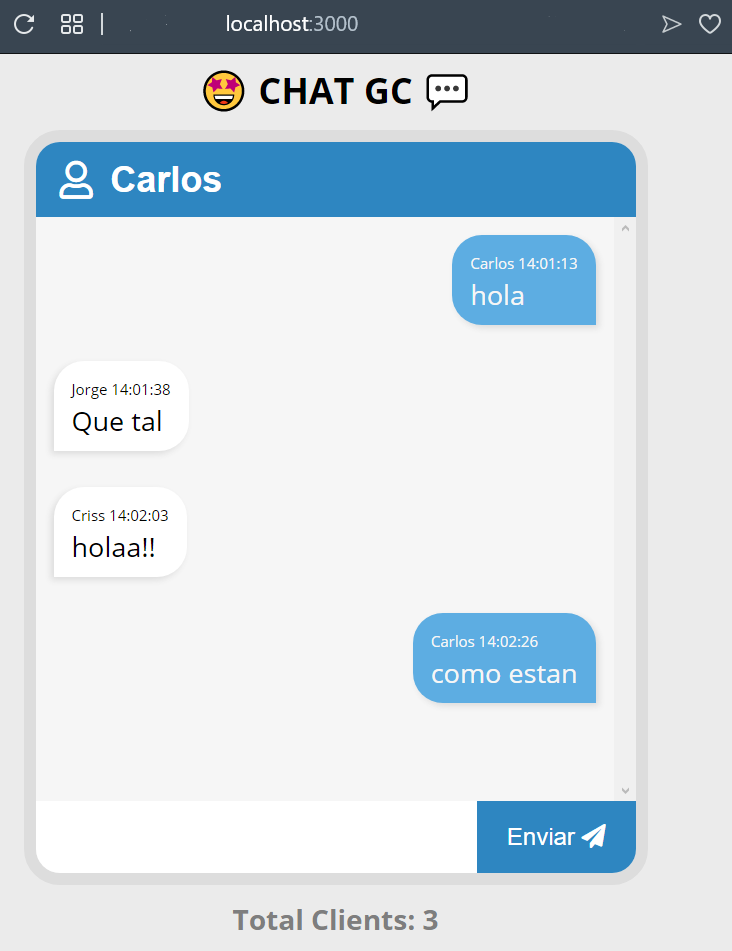 localhost:3000
CHAT GC
Carlos
Carlos 14:01:13
hola
Jorge 14:01:38
Que tal
Criss 14:02:03
holaa!!
Carlos 14:02:26
como estan
Enviar
Total Clients: 3